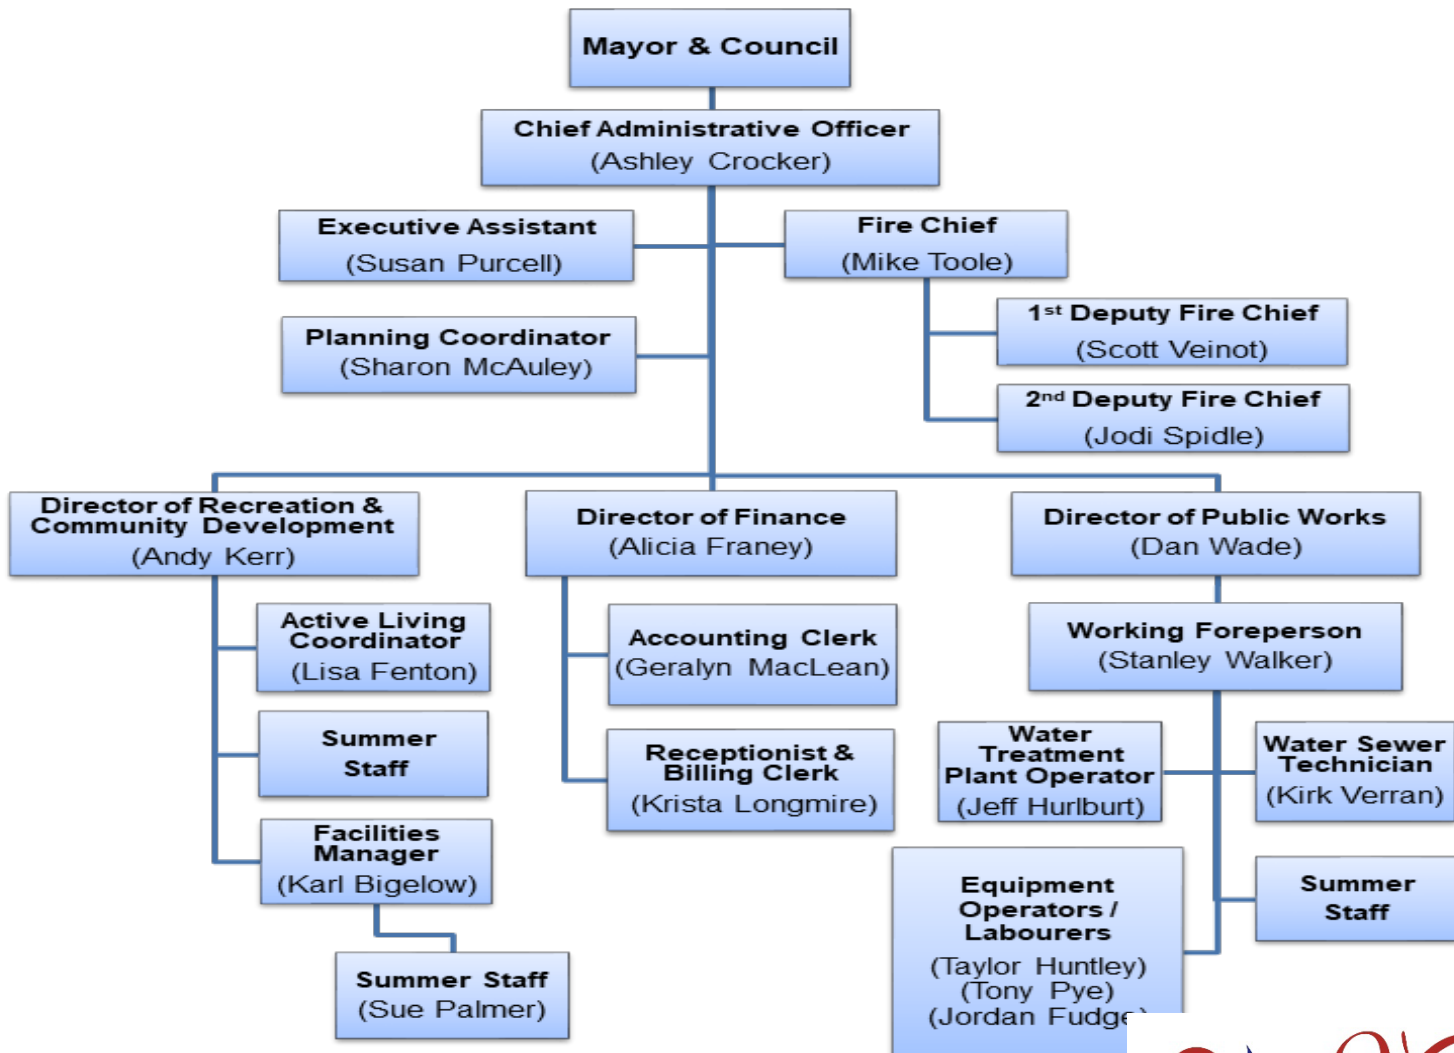 Mayor & Council
Chief Administrative Officer
(Ashley Crocker)
Executive Assistant
(Susan Purcell)
Fire Chief
(Mike Toole)
1st Deputy Fire Chief
(Scott Veinot)
Planning Coordinator
(Sharon McAuley)
2nd Deputy Fire Chief
(Jodi Spidle)
Director of Recreation &
Community Development
(Andy Kerr)
Active Living
Coordinator
(Lisa Fenton)
Summer
Staff
Facilities
Manager
(Karl Bigelow)
Summer Staff
(Sue Palmer)
Director of Finance
(Alicia Franey)
Accounting Clerk
(Geralyn MacLean)
Receptionist &
Billing Clerk
(Krista Longmire)
Director of Public Works
(Dan Wade)
Working Foreperson
(Stanley Walker)
Water
Treatment
Plant Operator
(Jeff Hurlburt)
Water Sewer
Technician
(Kirk Verran)
Equipment
Operators /
Labourers
(Taylor Huntley)
(Tony Pye)
(Jordan Fudge)
Summer
Staff